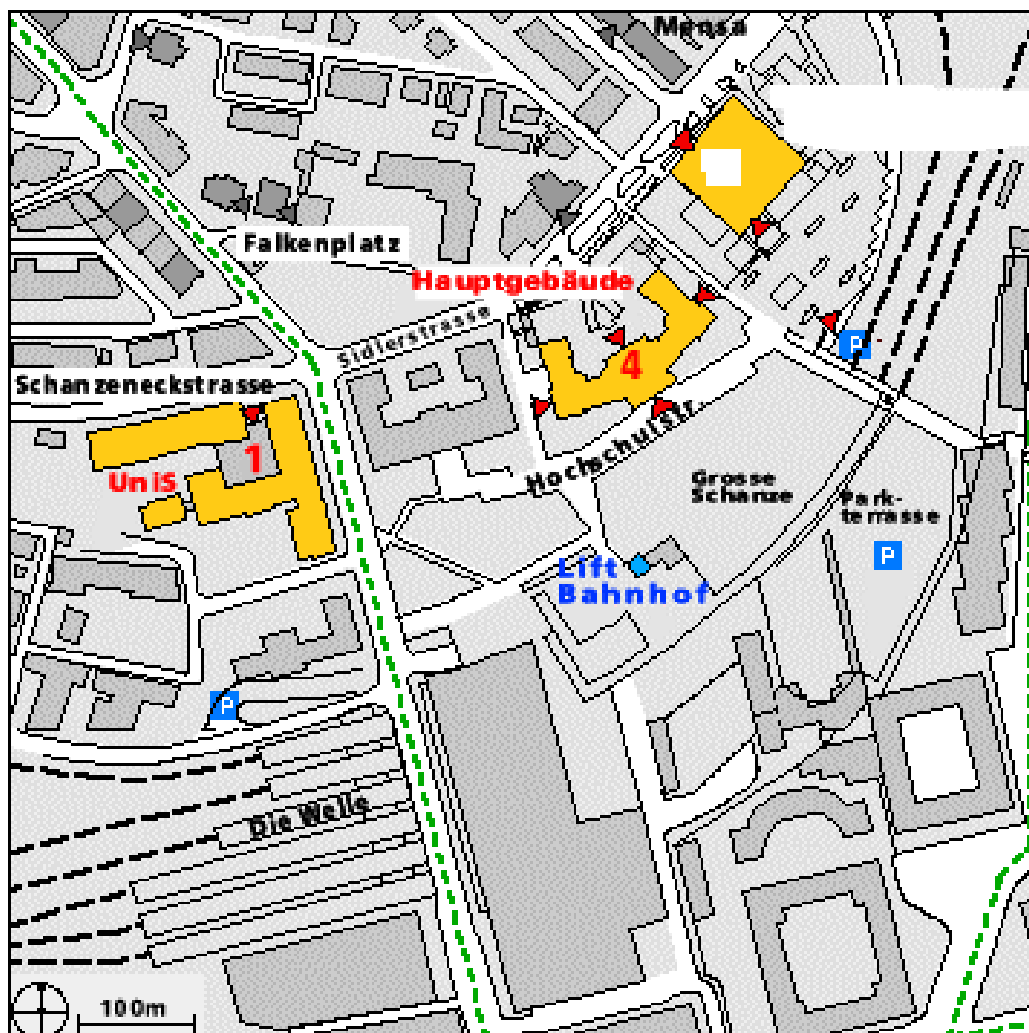 Mensa
Falkenplatz
Hauptgebäude
Sidlerstrasse
P
4
Schanzeneckstrasse
1
UniS
Hochschulstr.
Grosse
Schanze
Park-
terrasse
P
Lift
Bahnhof
P
Die Welle
100m